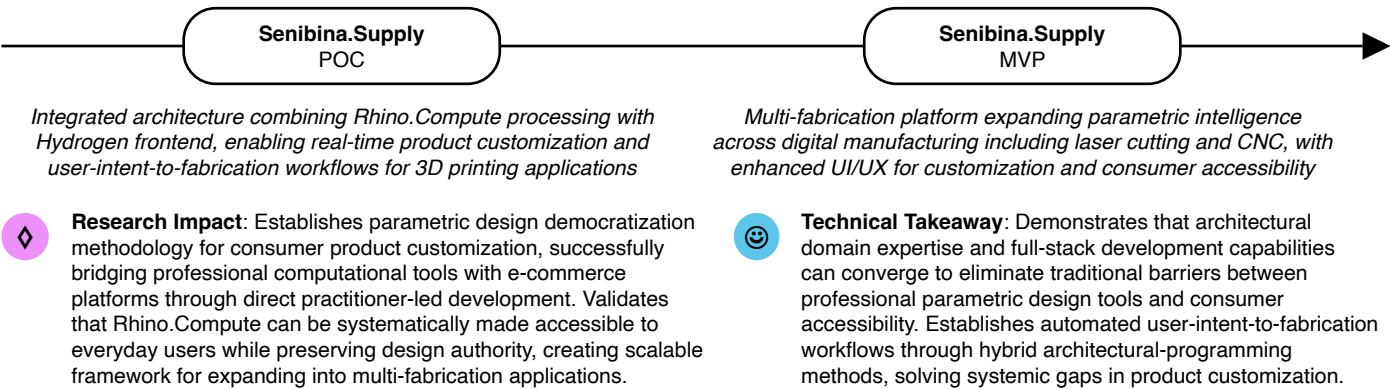 Senibina.Supply
POC
Senibina.Supply
MVP
Integrated architecture combining Rhino.Compute processing with
Hydrogen frontend, enabling real-time product customization and
user-intent-to-fabrication workflows for 3D printing applications
Multi-fabrication platform expanding parametric intelligence
across digital manufacturing including laser cutting and CNC, with
enhanced UI/UX for customization and consumer accessibility
Research Impact: Establishes parametric design democratization
methodology for consumer product customization, successfully
bridging professional computational tools with e-commerce
platforms through direct practitioner-led development. Validates
that Rhino.Compute can be systematically made accessible to
everyday users while preserving design authority, creating scalable
framework for expanding into multi-fabrication applications.
Technical Takeaway: Demonstrates that architectural
domain expertise and full-stack development capabilities
can converge to eliminate traditional barriers between
professional parametric design tools and consumer
accessibility. Establishes automated user-intent-to-fabrication
workflows through hybrid architectural-programming
methods, solving systemic gaps in product customization.